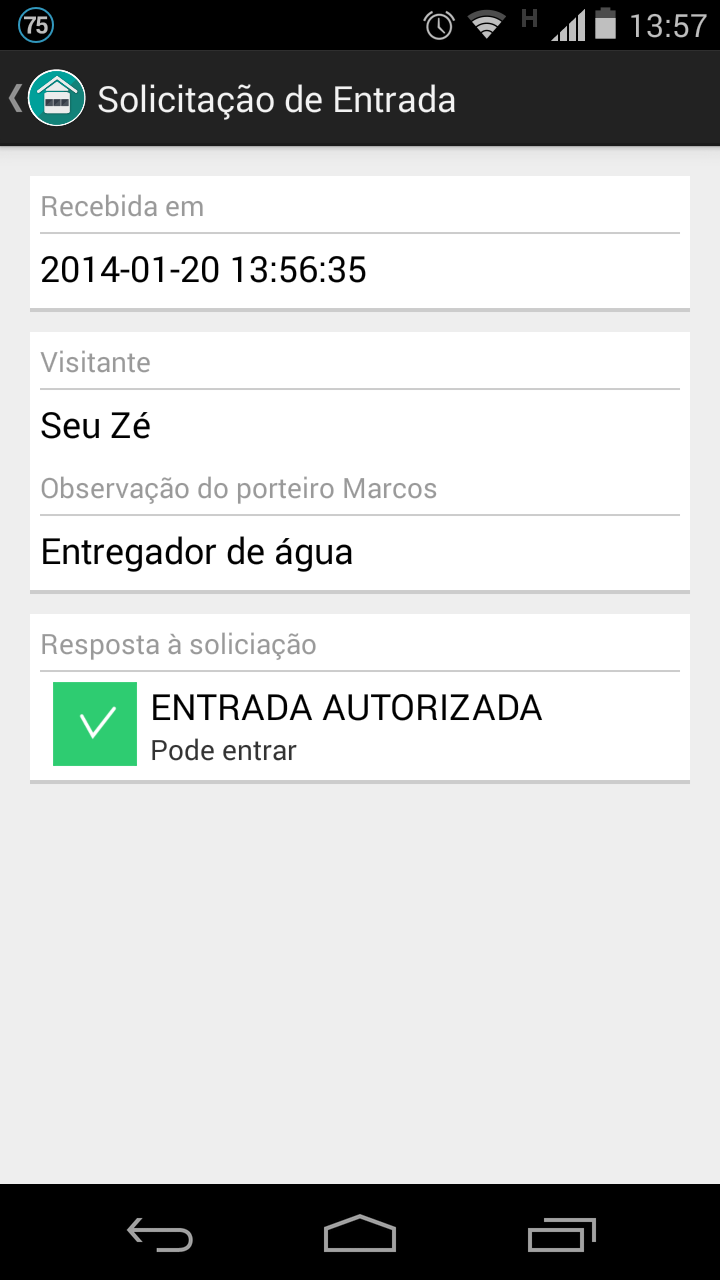 75
H
13:57
Solicitação de Entrada
Recebida em
2014-01-20 13:56:35
Visitante
Seu Zé
Observação do porteiro Marcos
Entregador de água
Resposta à soliciação
ENTRADA AUTORIZADA
Pode entrar